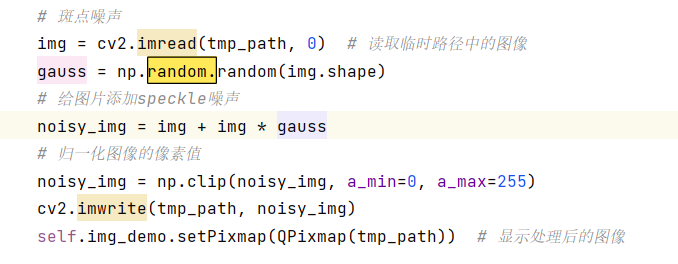 # 斑点噪声
img = cv2.imread(tmp_path, 0)  # 读取临时路径中的图像
gauss = np.random.random(img.shape)
# 给图片添加speckle噪声
noisy_img = img + img * gauss
# 归一化图像的像素值
noisy_img = np.clip(noisy_img, a_min=0, a_max=255)
cv2.imwrite(tmp_path, noisy_img)
self.img_demo.setPixmap(QPixmap(tmp_path))  # 显示处理后的图像